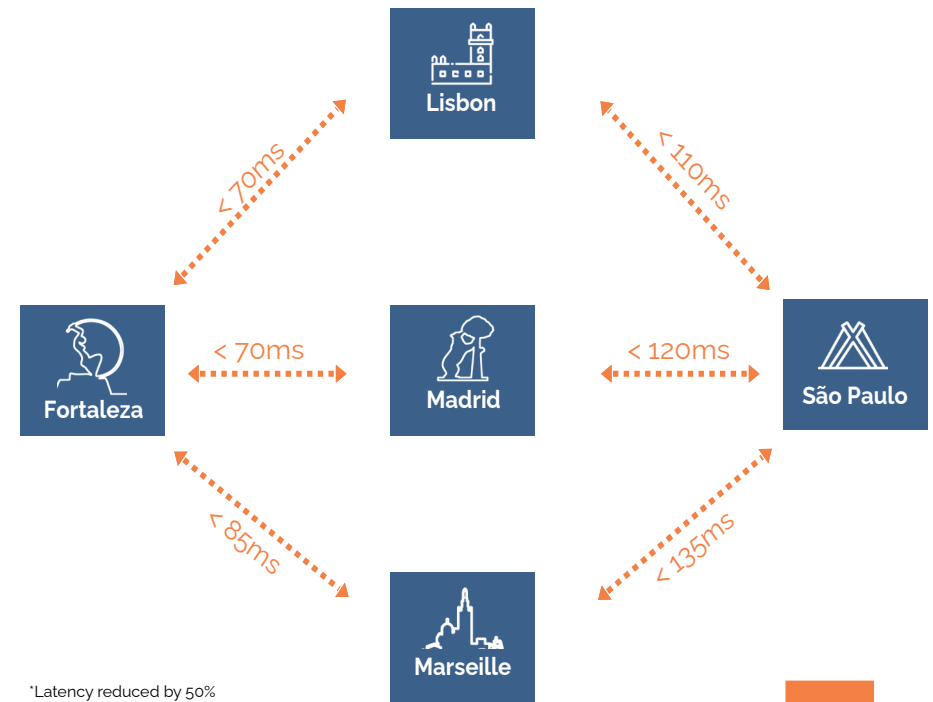 Lisbon
< 70ms
< 110ms
Fortaleza
< 70ms
Madrid
< 120ms
São Paulo
< 85ms
< 135ms
Marseille
*Latency reduced by 50%